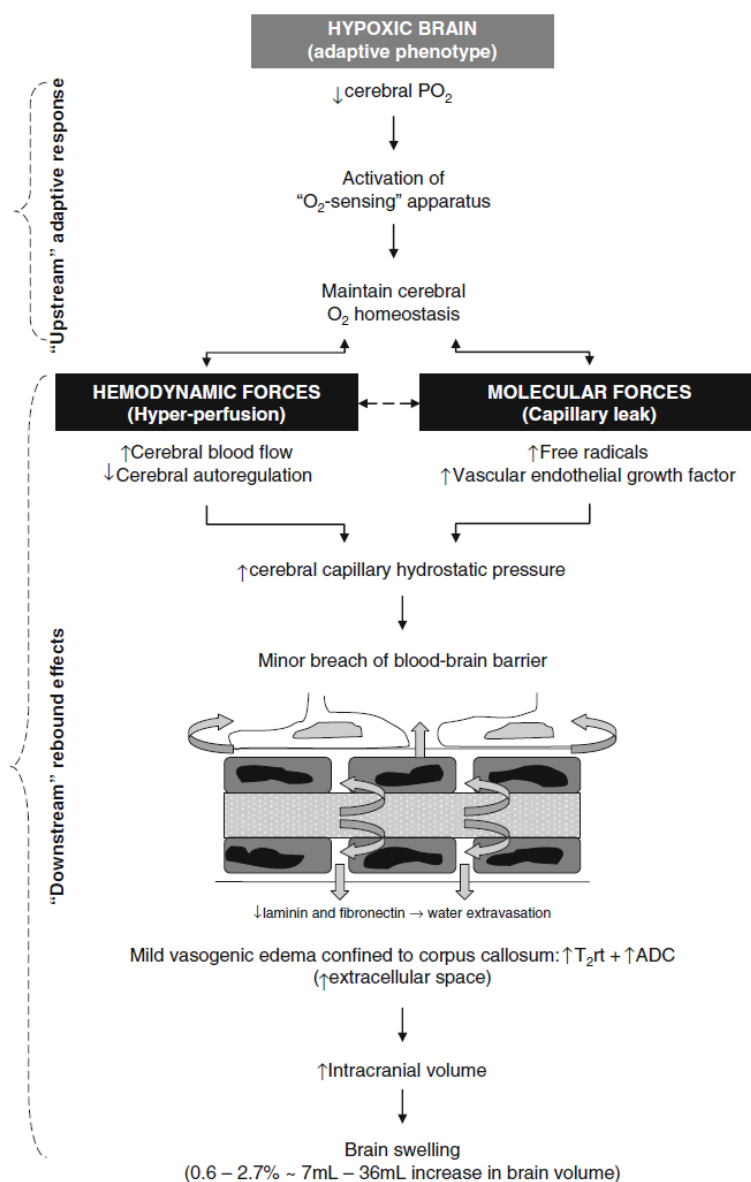 HYPOXIC BRAIN
(adaptive phenotype)
↓cerebral PO₂
Activation of
“O₂-sensing” apparatus
Maintain cerebral
O₂ homeostasis
“Upstream” adaptive response
HEMODYNAMIC FORCES
(Hyper-perfusion)
MOLECULAR FORCES
(Capillary leak)
↑Cerebral blood flow
↓Cerebral autoregulation
↑Free radicals
↑Vascular endothelial growth factor
↑cerebral capillary hydrostatic pressure
Minor breach of blood-brain barrier
“Downstream” rebound effects
↓laminin and fibronectin → water extravasation
Mild vasogenic edema confined to corpus callosum: ↑T₂rt + ↑ADC
(↑extracellular space)
↑Intracranial volume
Brain swelling
(0.6 – 2.7% ~ 7mL – 36mL increase in brain volume)